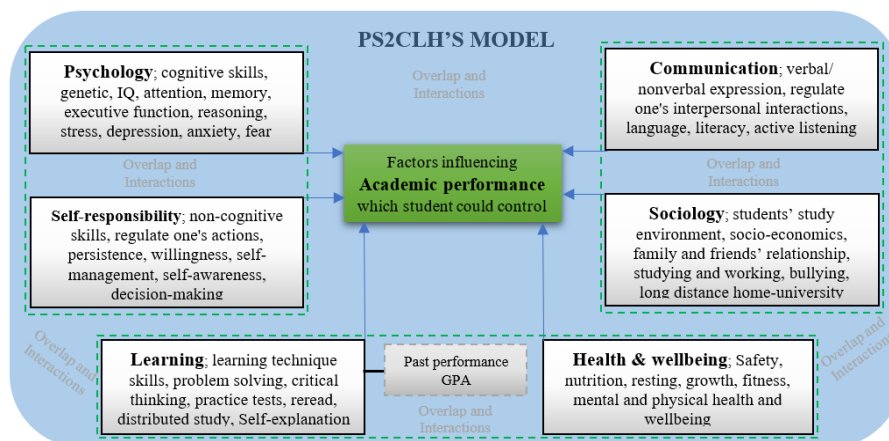 PS2CLH'S MODEL
Psychology; cognitive skills,
genetic, IQ, attention, memory,
executive function, reasoning,
stress, depression, anxiety, fear
Overlap and
Interactions
Communication; verbal/
nonverbal expression, regulate
one's interpersonal interactions,
language, literacy, active listening
Overlap and
Interactions
Factors influencing
Academic performance
which student could control
Overlap and
Interactions
Self-responsibility; non-cognitive
skills, regulate one's actions,
persistence, willingness, self-
management, self-awareness,
decision-making
Sociology; students’ study
environment, socio-economics,
family and friends’ relationship,
studying and working, bullying,
long distance home-university
Overlap and
Interactions
Learning; learning technique
skills, problem solving, critical
thinking, practice tests, reread,
distributed study, Self-explanation
Past performance
GPA
Overlap and
Interactions
Health & wellbeing; Safety,
nutrition, resting, growth, fitness,
mental and physical health and
wellbeing
Overlap and
Interactions